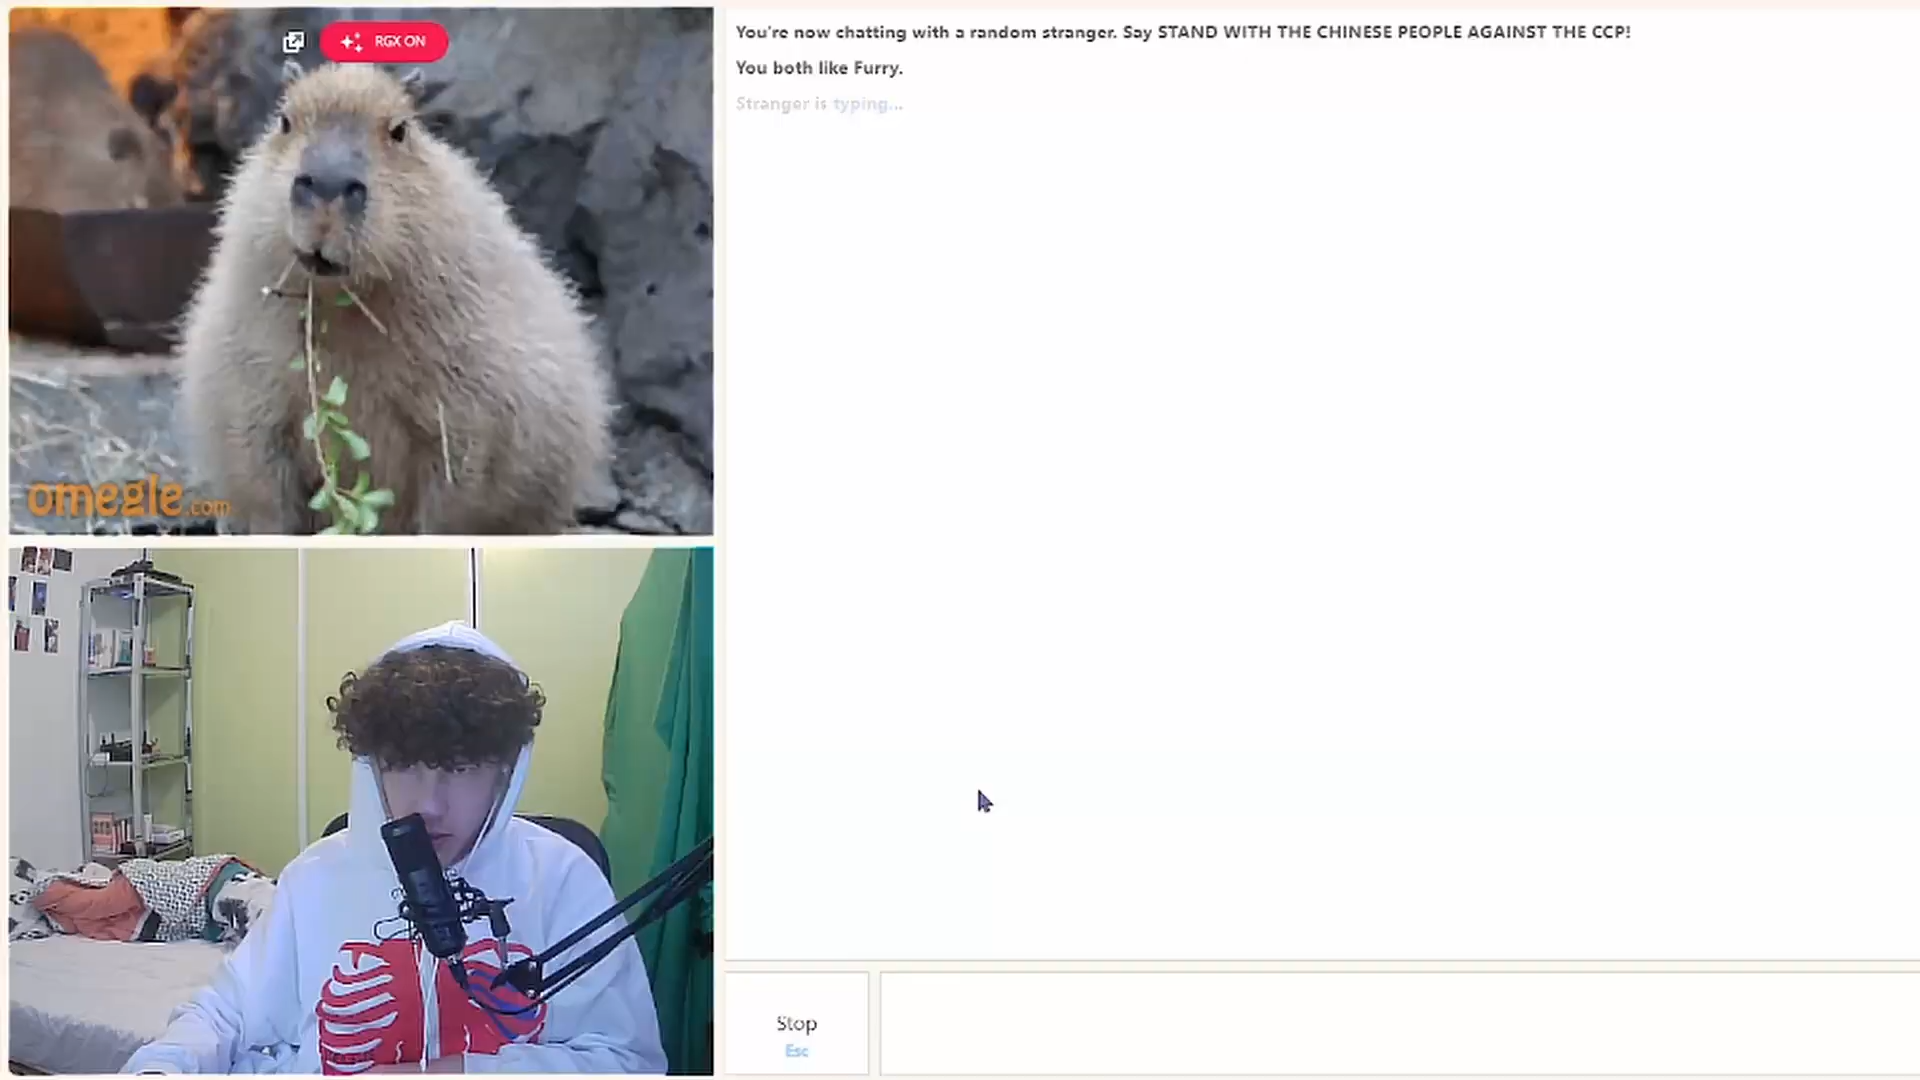 RGX ON
You're now chatting with a random stranger. Say STAND WITH THE CHINESE PEOPLE AGAINST THE CCP!
You both like Furry.
Stranger is typing...
omegle.com
Stop
Esc